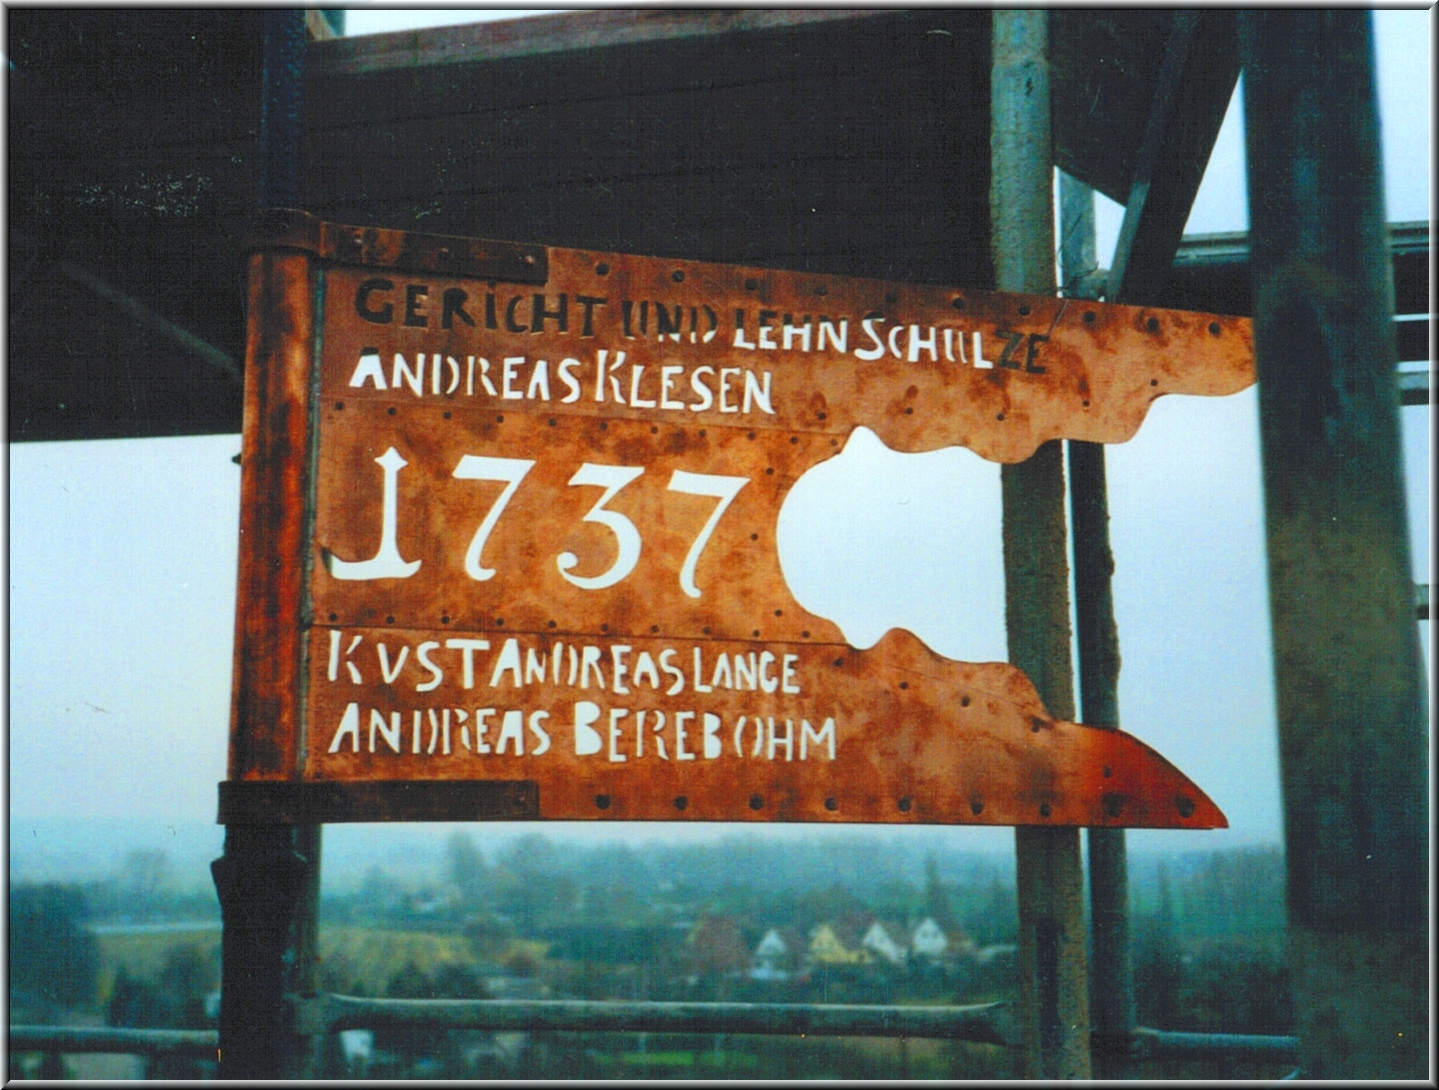 GERICHT UND LEHN SCHULZE
ANDREAS KLESEN
1737
KVST ANDREAS LANGE
ANDREAS BEREBOHM